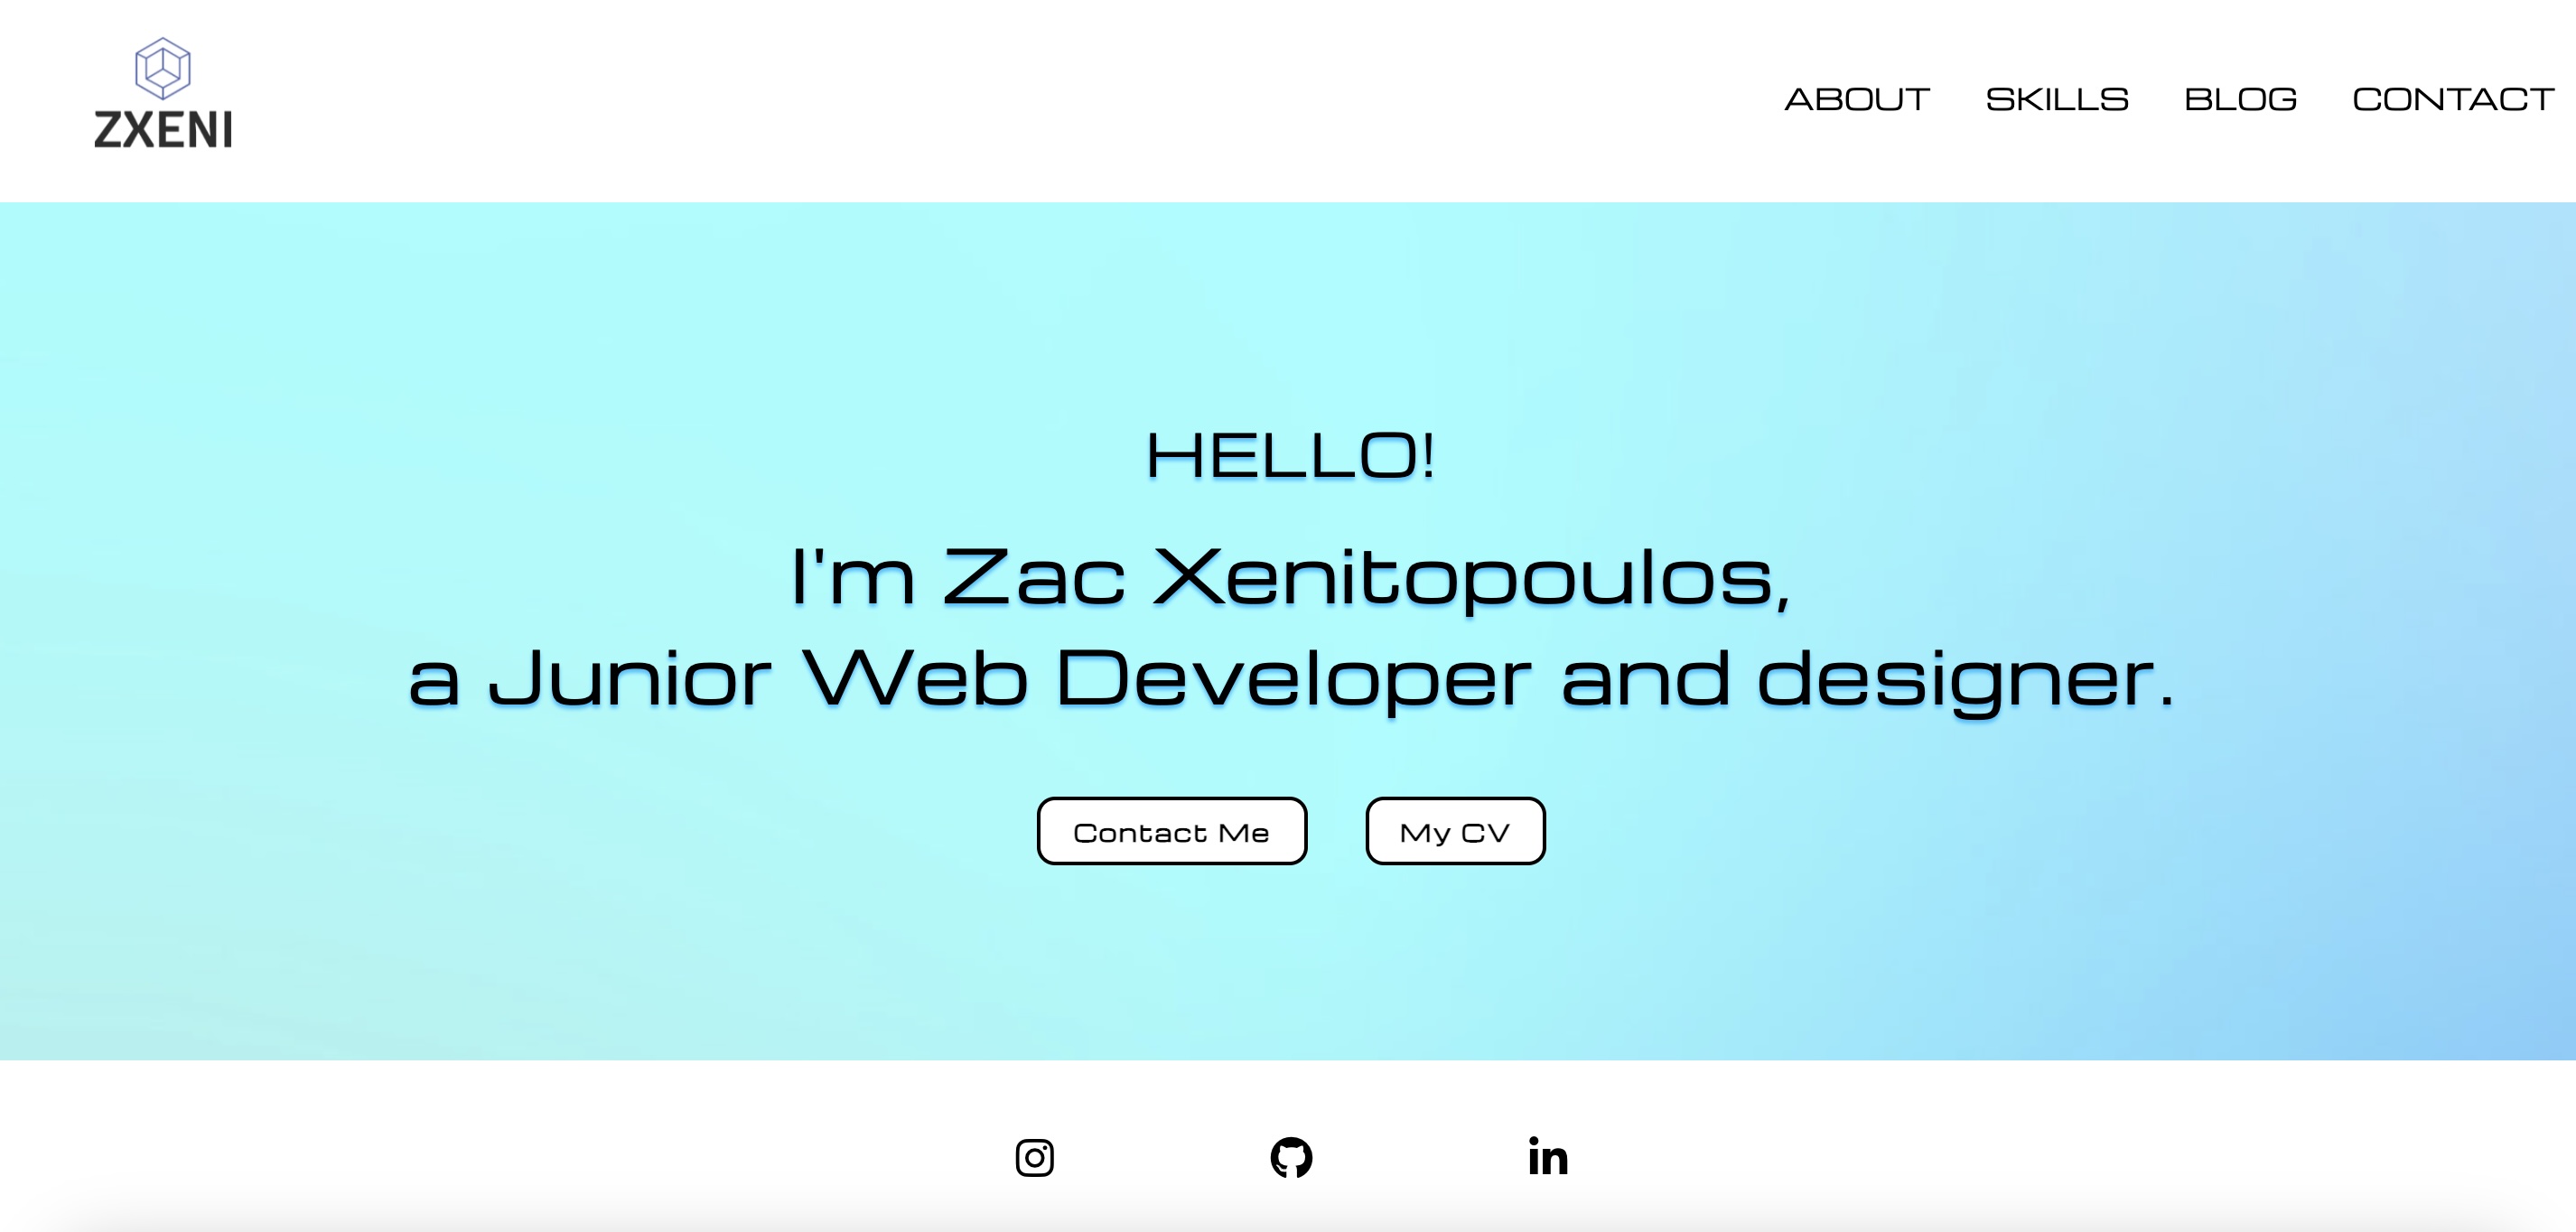 ZXENI
ABOUT SKILLS BLOG CONTACT
HELLO!
I'm Zac Xenitopoulos,
a Junior Web Developer and designer.
Contact Me My CV
in